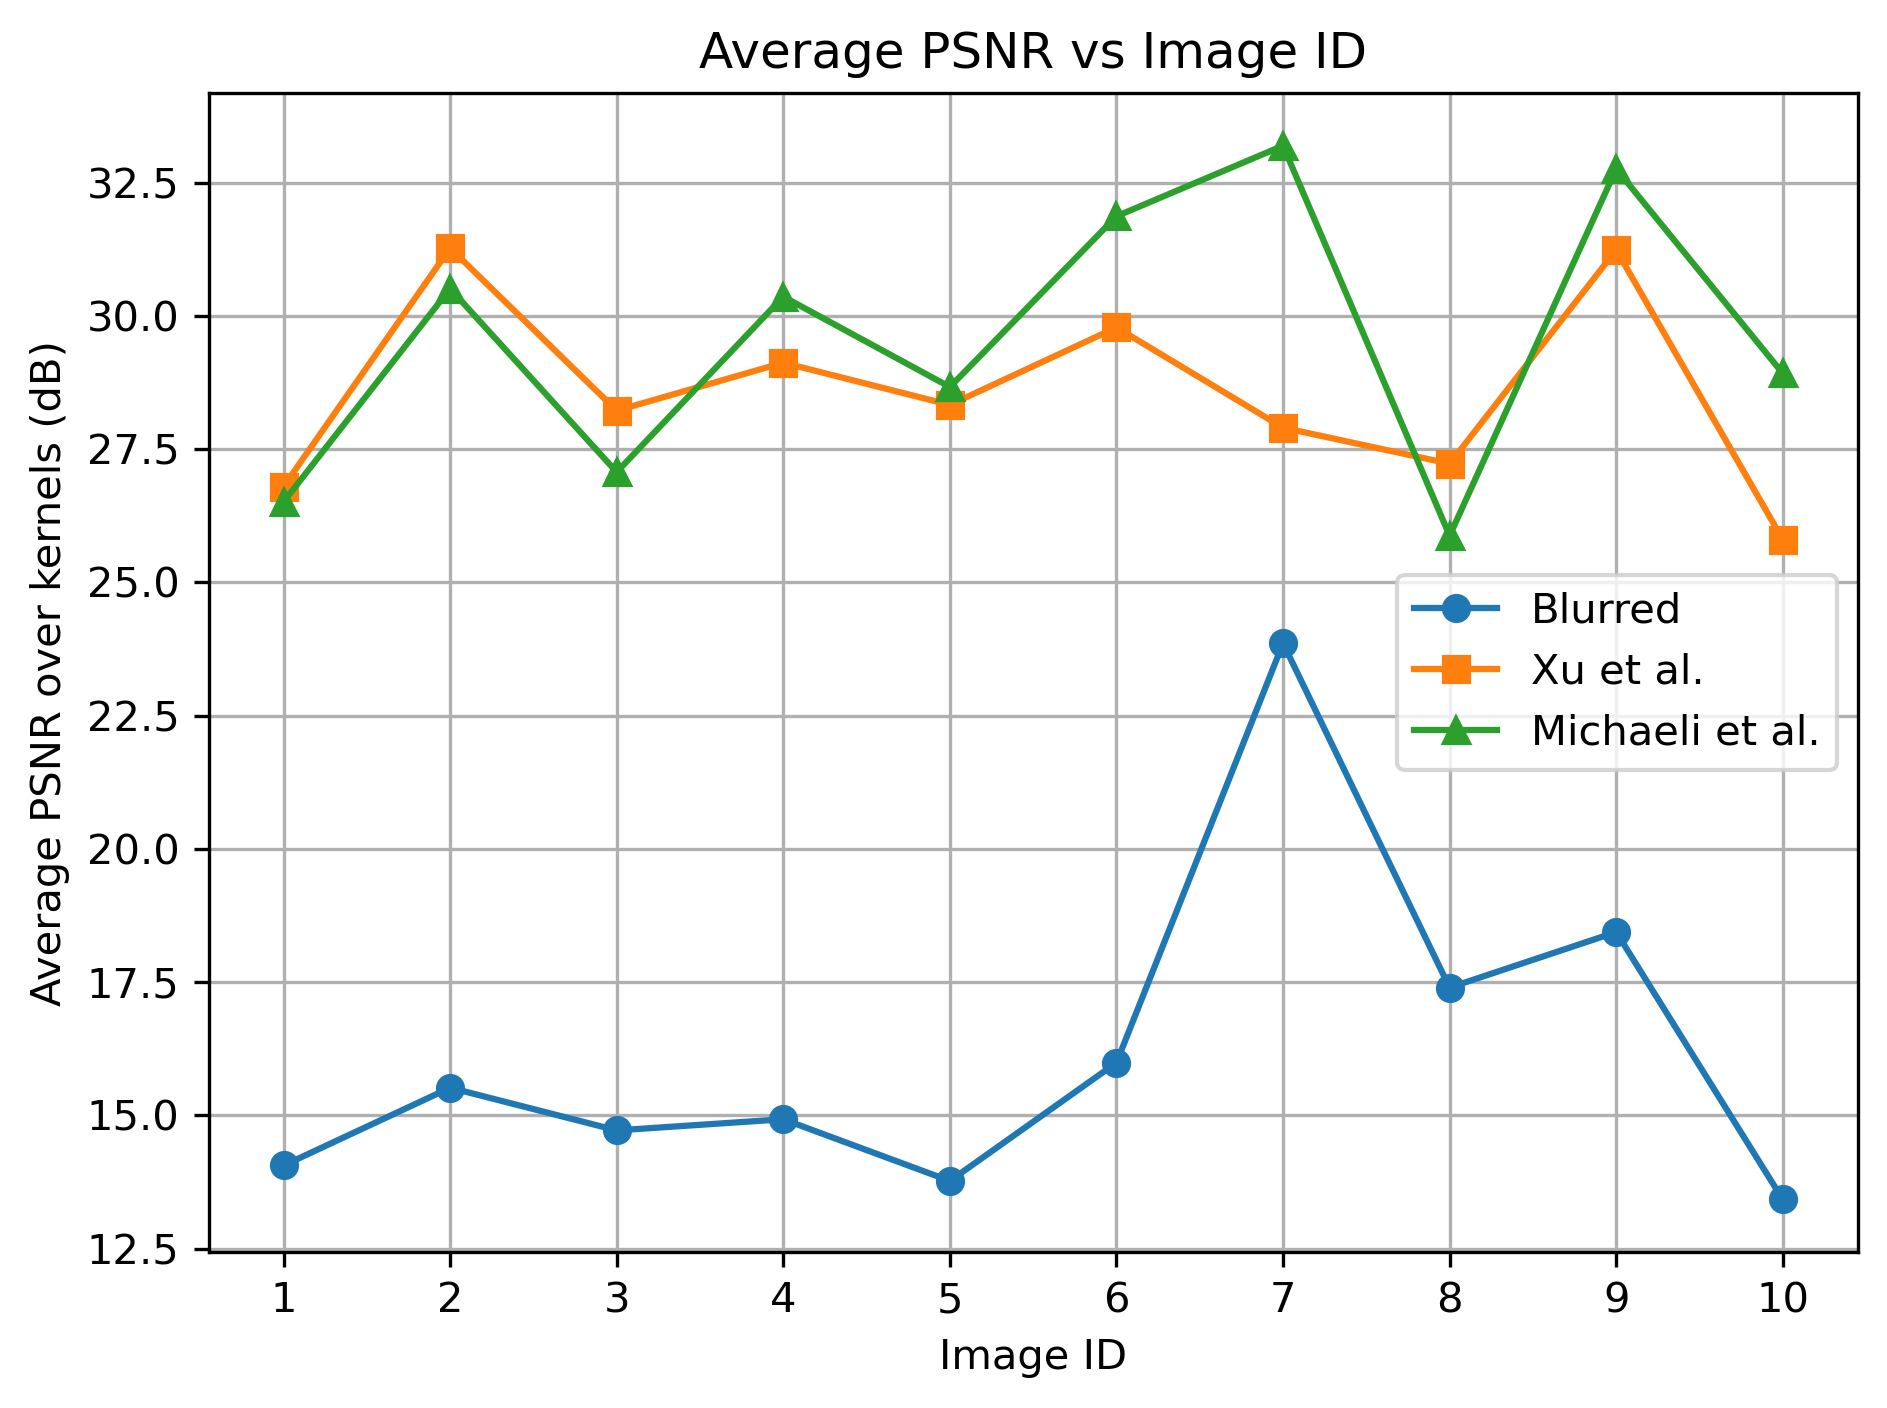 Average PSNR vs Image ID
Average PSNR over kernels (dB)
32.5
30.0
27.5
25.0
22.5
20.0
17.5
15.0
12.5
Blurred
Xu et al.
Michaeli et al.
1 2 3 4 5 6 7 8 9 10
Image ID